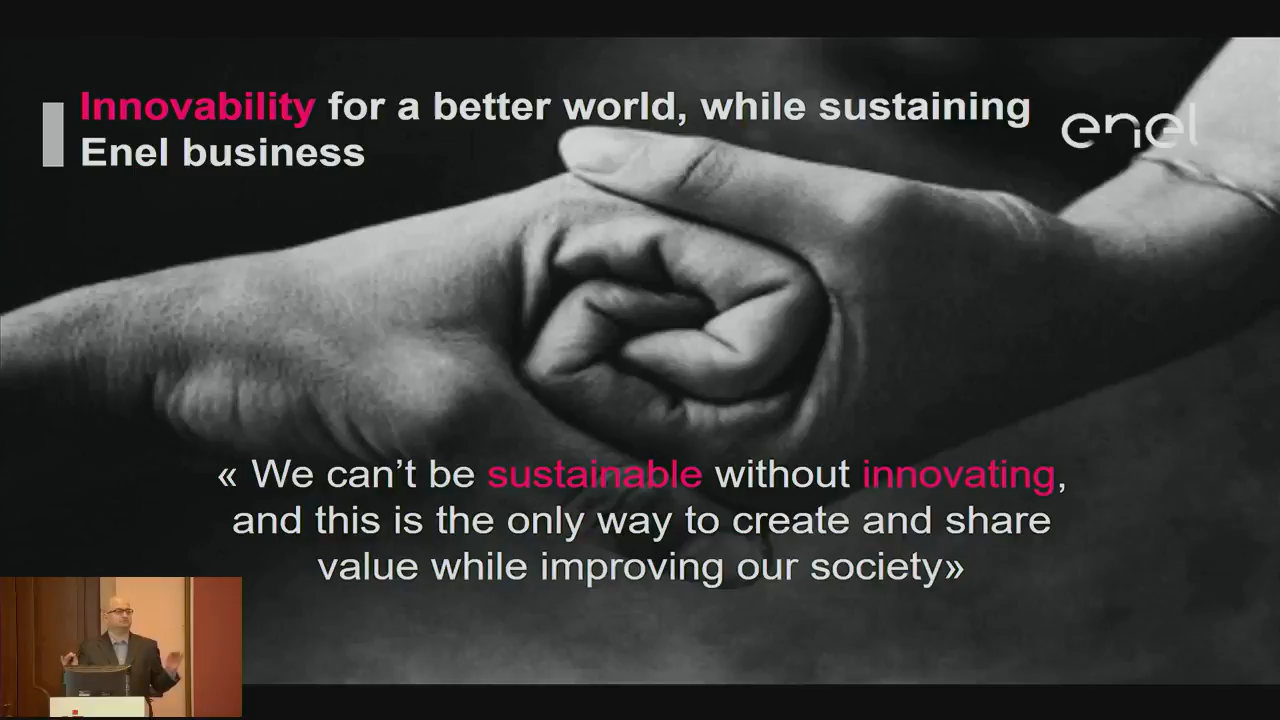 Innovability for a better world, while sustaining
Enel business
enel
« We can’t be sustainable without innovating,
and this is the only way to create and share
value while improving our society»